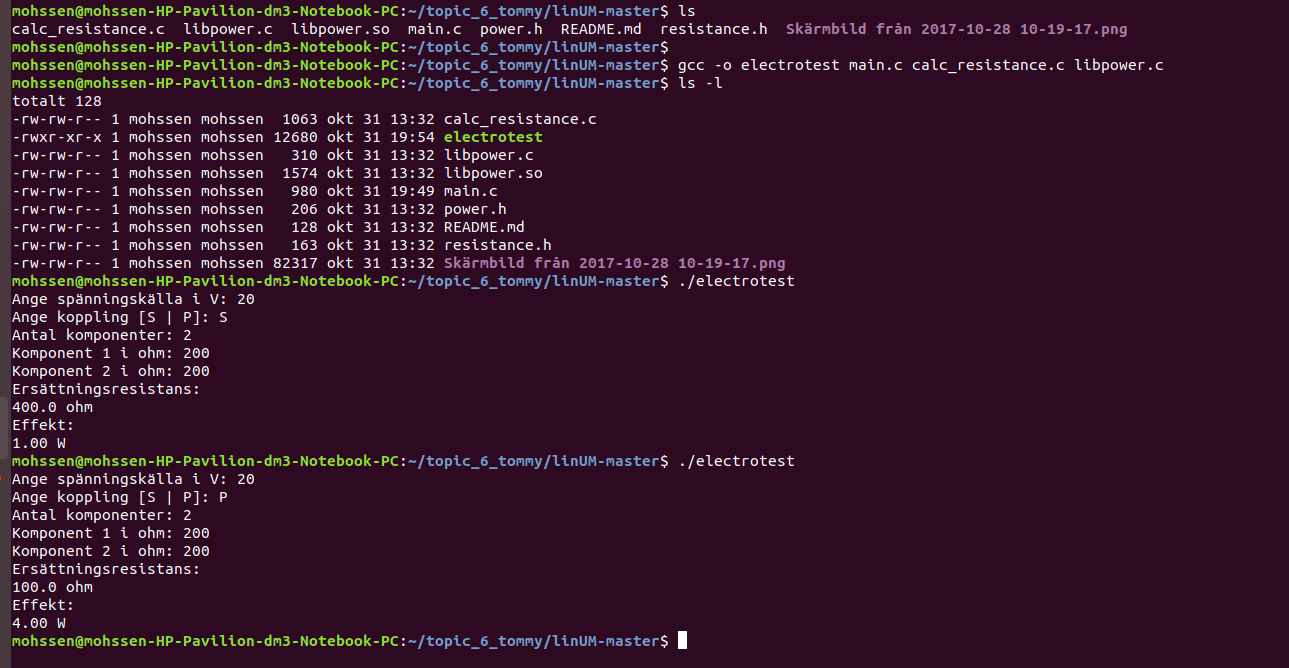 mohssen@mohssen-HP-Pavilion-dm3-Notebook-PC:~/topic_6_tommy/linUM-master$ ls
calc_resistance.c  libpower.c  libpower.so  main.c  power.h  README.md  resistance.h  Skärmbild från 2017-10-28 10-19-17.png
mohssen@mohssen-HP-Pavilion-dm3-Notebook-PC:~/topic_6_tommy/linUM-master$
mohssen@mohssen-HP-Pavilion-dm3-Notebook-PC:~/topic_6_tommy/linUM-master$ gcc -o electrotest main.c calc_resistance.c libpower.c
mohssen@mohssen-HP-Pavilion-dm3-Notebook-PC:~/topic_6_tommy/linUM-master$ ls -l
totalt 128
-rw-rw-r-- 1 mohssen mohssen  1063 okt 31 13:32 calc_resistance.c
-rwxr-xr-x 1 mohssen mohssen 12680 okt 31 19:54 electrotest
-rw-rw-r-- 1 mohssen mohssen   310 okt 31 13:32 libpower.c
-rw-rw-r-- 1 mohssen mohssen  1574 okt 31 13:32 libpower.so
-rw-rw-r-- 1 mohssen mohssen   980 okt 31 19:49 main.c
-rw-rw-r-- 1 mohssen mohssen   206 okt 31 13:32 power.h
-rw-rw-r-- 1 mohssen mohssen   128 okt 31 13:32 README.md
-rw-rw-r-- 1 mohssen mohssen   163 okt 31 13:32 resistance.h
-rw-rw-r-- 1 mohssen mohssen 82317 okt 31 13:32 Skärmbild från 2017-10-28 10-19-17.png
mohssen@mohssen-HP-Pavilion-dm3-Notebook-PC:~/topic_6_tommy/linUM-master$ ./electrotest
Ange spänningskälla i V: 20
Ange koppling [S | P]: S
Antal komponenter: 2
Komponent 1 i ohm: 200
Komponent 2 i ohm: 200
Ersättningsresistans:
400.0 ohm
Effekt:
1.00 W
mohssen@mohssen-HP-Pavilion-dm3-Notebook-PC:~/topic_6_tommy/linUM-master$ ./electrotest
Ange spänningskälla i V: 20
Ange koppling [S | P]: P
Antal komponenter: 2
Komponent 1 i ohm: 200
Komponent 2 i ohm: 200
Ersättningsresistans:
100.0 ohm
Effekt:
4.00 W
mohssen@mohssen-HP-Pavilion-dm3-Notebook-PC:~/topic_6_tommy/linUM-master$